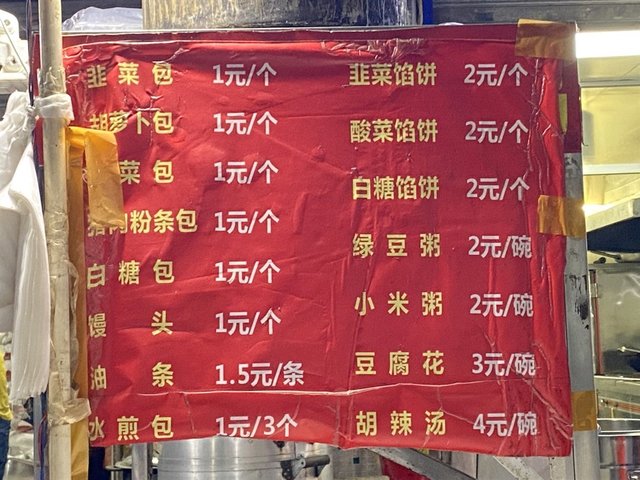 韭菜包 1元/个
胡萝卜包 1元/个
菜包 1元/个
猪肉粉条包 1元/个
白糖包 1元/个
馒头 1元/个
油条 1.5元/条
水煎包 1元/3个
韭菜馅饼 2元/个
酸菜馅饼 2元/个
白糖馅饼 2元/个
绿豆粥 2元/碗
小米粥 2元/碗
豆腐花 3元/碗
胡辣汤 4元/碗